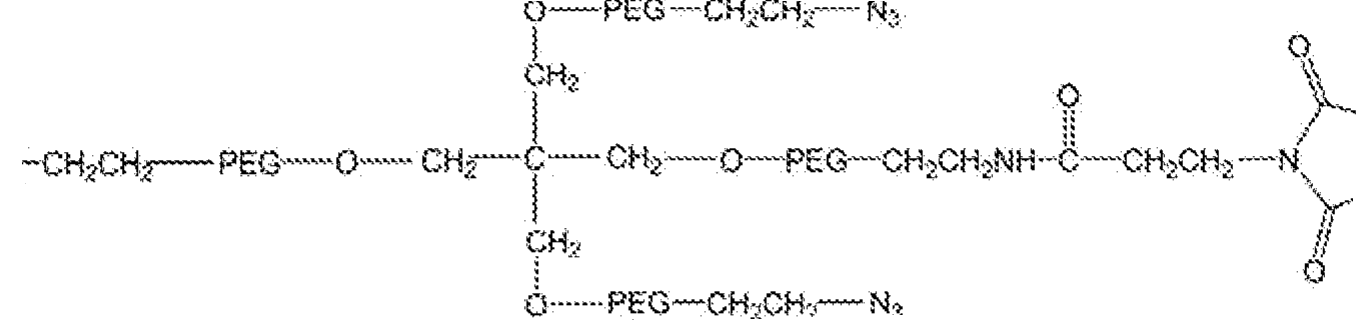 O—PEG—CH₂CH₂—N₃
CH₂
O O
—CH₂CH₂—PEG—O—CH₂—C—CH₂—O—PEG—CH₂CH₂NH—C—CH₂CH₂—N
CH₂
O
O—PEG—CH₂CH₂—N₃